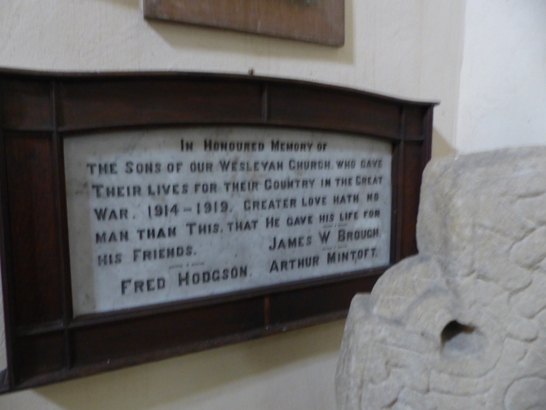 IN HONOURED MEMORY OF
THE SONS OF OUR WESLEYAN CHURCH, WHO GAVE
THEIR LIVES FOR THEIR COUNTRY IN THE GREAT
WAR. 1914-1919. GREATER LOVE HATH NO
MAN THAN THIS, THAT HE GAVE HIS LIFE FOR
HIS FRIENDS. JAMES W BROUGH.
FRED HODGSON. ARTHUR MINTOFT.